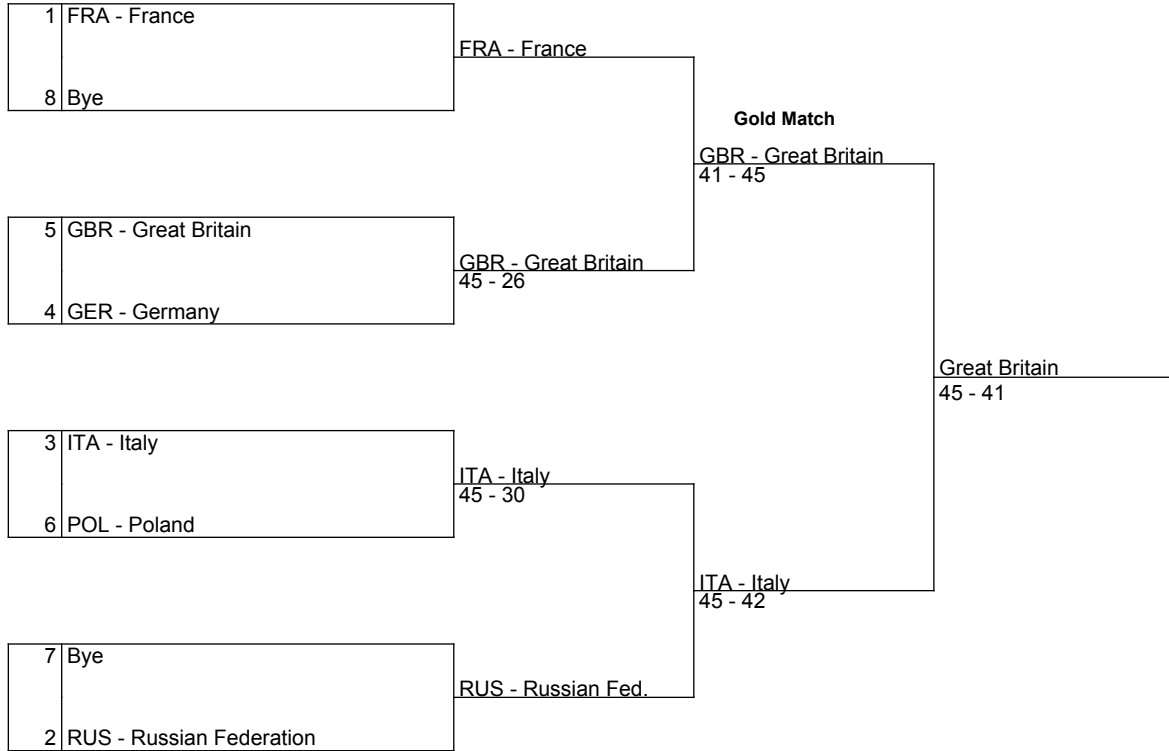 1 FRA - France
FRA - France
8 Bye
Gold Match
GBR - Great Britain
41 - 45
5 GBR - Great Britain
GBR - Great Britain
45 - 26
4 GER - Germany
Great Britain
45 - 41
3 ITA - Italy
ITA - Italy
45 - 30
6 POL - Poland
ITA - Italy
45 - 42
7 Bye
RUS - Russian Fed.
2 RUS - Russian Federation